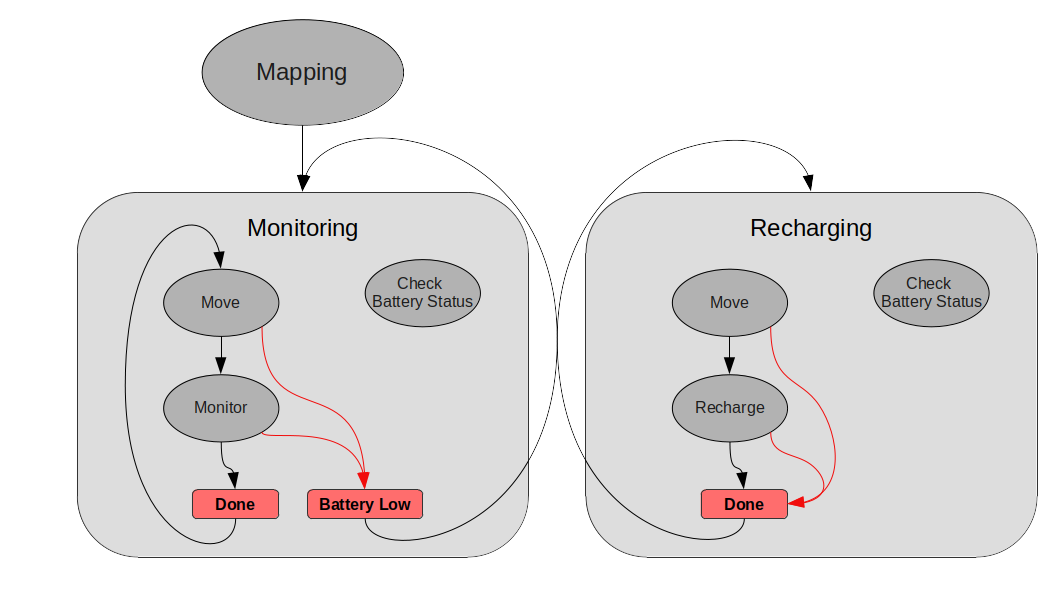 Mapping
Monitoring
Move
Check
Battery Status
Monitor
Done
Battery Low
Recharging
Move
Check
Battery Status
Recharge
Done